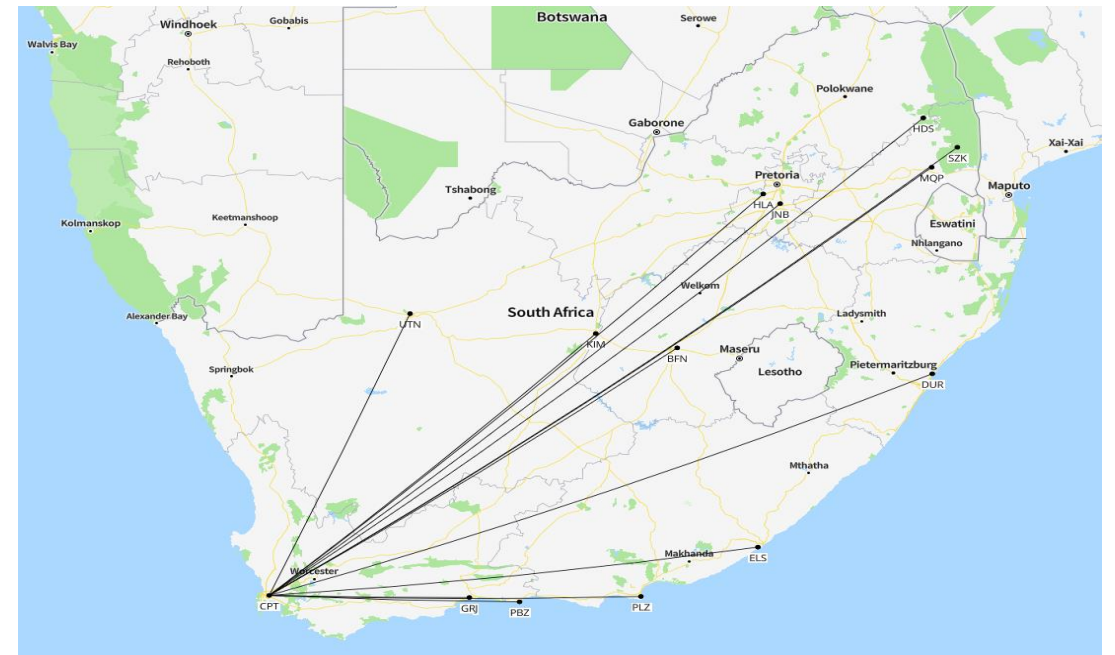 Botswana
Serowe
Windhoek
Gobabis
Walvis Bay
Rehoboth
Polokwane
Gaborone
HDS
Xai-Xai
SZK
Pretoria
MQP
Tshabong
Maputo
HLA
JNB
Kolmanskop
Keetmanshoop
Eswatini
Nhlangano
Welkom
South Africa
Alexander Bay
UTN
Ladysmith
KIM
Maseru
BFN
Springbok
Lesotho
Pietermaritzburg
DUR
Mthatha
Makhanda
ELS
Worcester
CPT
GRJ
PBZ
PLZ